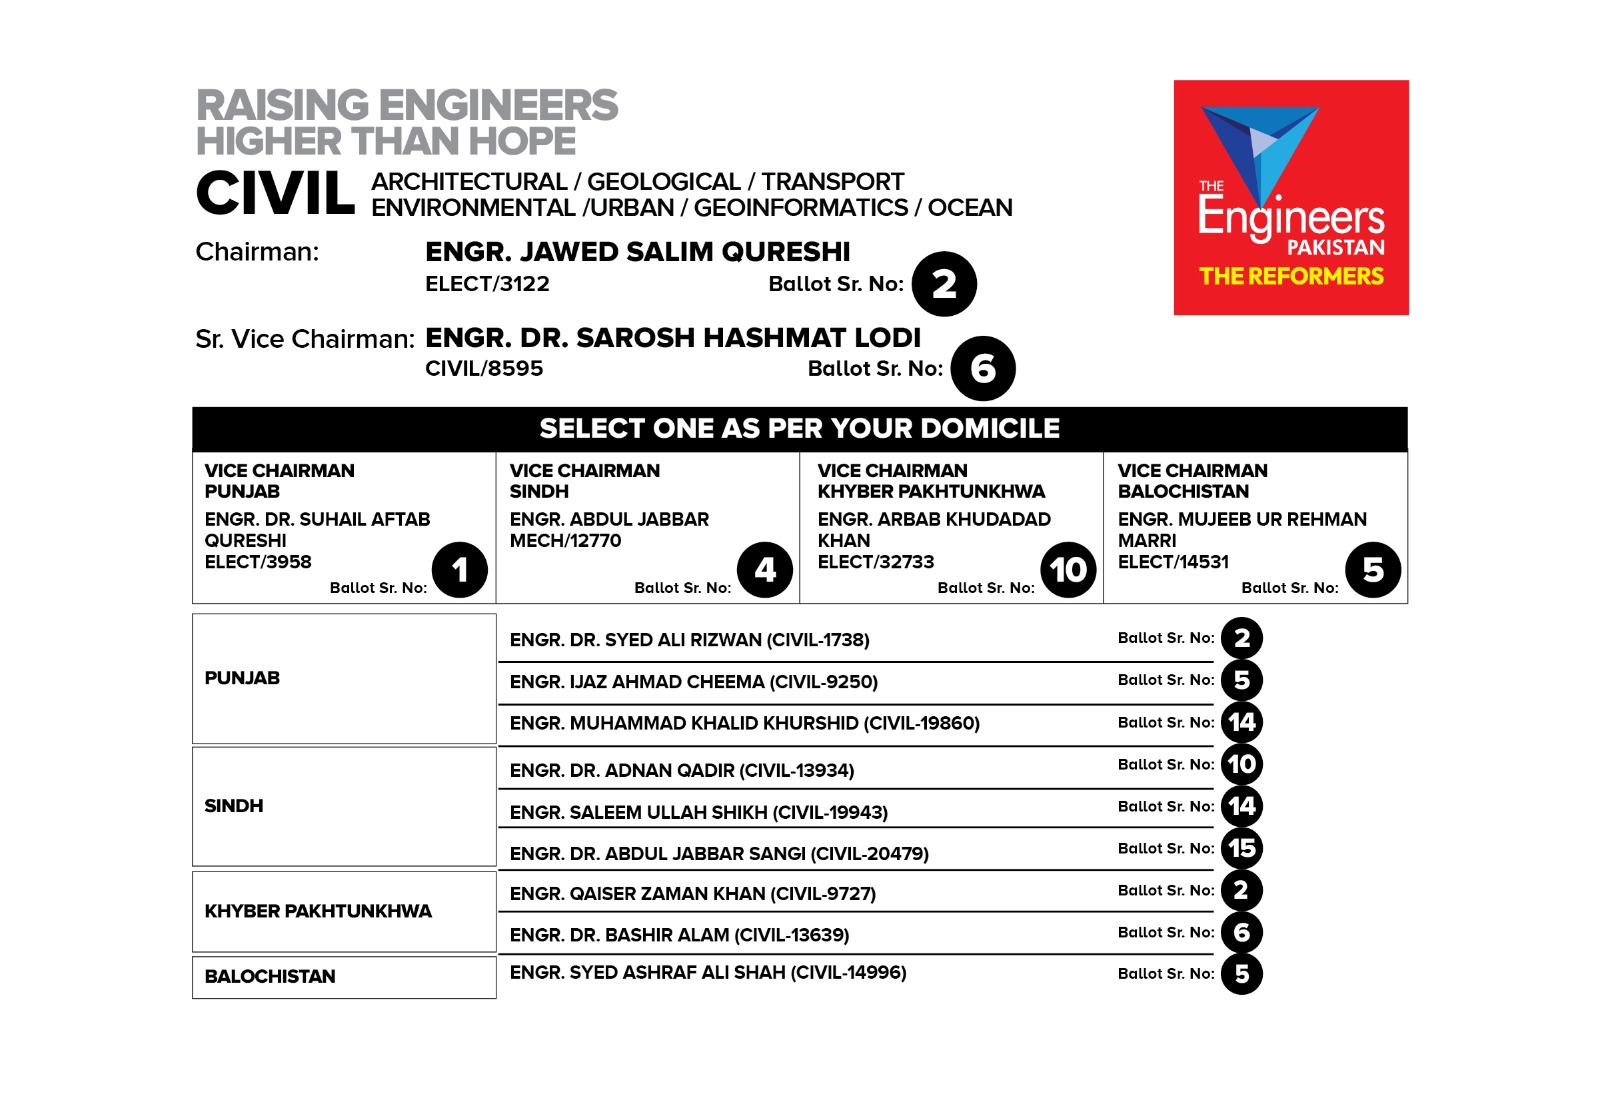 RAISING ENGINEERS
HIGHER THAN HOPE
CIVIL
ARCHITECTURAL / GEOLOGICAL / TRANSPORT
ENVIRONMENTAL /URBAN / GEOINFORMATICS / OCEAN
THE
Engineers
PAKISTAN
THE REFORMERS
Chairman: ENGR. JAWED SALIM QURESHI
ELECT/3122 Ballot Sr. No: 2
Sr. Vice Chairman: ENGR. DR. SAROSH HASHMAT LODI
CIVIL/8595 Ballot Sr. No: 6
SELECT ONE AS PER YOUR DOMICILE
VICE CHAIRMAN
PUNJAB
ENGR. DR. SUHAIL AFTAB
QURESHI
ELECT/3958
Ballot Sr. No: 1
VICE CHAIRMAN
SINDH
ENGR. ABDUL JABBAR
MECH/12770
Ballot Sr. No: 4
VICE CHAIRMAN
KHYBER PAKHTUNKHWA
ENGR. ARBAB KHUDADAD
KHAN
ELECT/32733
Ballot Sr. No: 10
VICE CHAIRMAN
BALOCHISTAN
ENGR. MUJEEB UR REHMAN
MARRI
ELECT/14531
Ballot Sr. No: 5
PUNJAB
ENGR. DR. SYED ALI RIZWAN (CIVIL-1738) Ballot Sr. No: 2
ENGR. IJAZ AHMAD CHEEMA (CIVIL-9250) Ballot Sr. No: 5
ENGR. MUHAMMAD KHALID KHURSHID (CIVIL-19860) Ballot Sr. No: 14
SINDH
ENGR. DR. ADNAN QADIR (CIVIL-13934) Ballot Sr. No: 10
ENGR. SALEEM ULLAH SHIKH (CIVIL-19943) Ballot Sr. No: 14
ENGR. DR. ABDUL JABBAR SANGI (CIVIL-20479) Ballot Sr. No: 15
KHYBER PAKHTUNKHWA
ENGR. QAISER ZAMAN KHAN (CIVIL-9727) Ballot Sr. No: 2
ENGR. DR. BASHIR ALAM (CIVIL-13639) Ballot Sr. No: 6
BALOCHISTAN
ENGR. SYED ASHRAF ALI SHAH (CIVIL-14996) Ballot Sr. No: 5